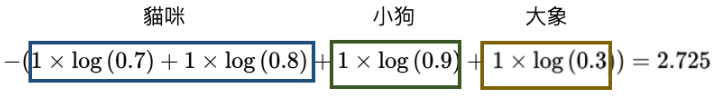 貓咪 小狗 大象
−(1 × log (0.7) + 1 × log (0.8) + 1 × log (0.9) + 1 × log (0.3)) = 2.725